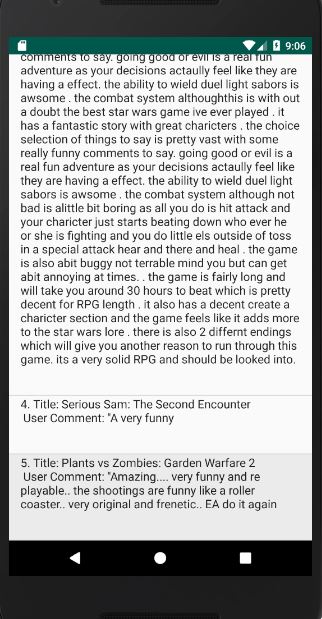 9:06
comments to say. going good or evil is a real fun
adventure as your decisions actaully feel like they are
having a effect. the ability to wield duel light sabors is
awsome . the combat system althoughthis is with out
a doubt the best star wars game ive ever played . it
has a fantastic story with great charicters . the choice
selection of things to say is pretty vast with some
really funny comments to say. going good or evil is a
real fun adventure as your decisions actaully feel like
they are having a effect. the ability to wield duel light
sabors is awsome . the combat system although not
bad is alittle bit boring as all you do is hit attack and
your charicter just starts beating down who ever he
or she is fighting and you do little els outside of toss
in a special attack hear and there and heal . the game
is also abit buggy not terrable mind you but can get
abit annoying at times. . the game is fairly long and
will take you around 30 hours to beat which is pretty
decent for RPG length . it also has a decent create a
charicter section and the game feels like it adds more
to the star wars lore . there is also 2 differnt endings
which will give you another reason to run through this
game. its a very solid RPG and should be looked into.
4. Title: Serious Sam: The Second Encounter
User Comment: "A very funny
5. Title: Plants vs Zombies: Garden Warfare 2
User Comment: "Amazing.... very funny and re
playable.. the shootings are funny like a roller
coaster.. very original and frenetic.. EA do it again